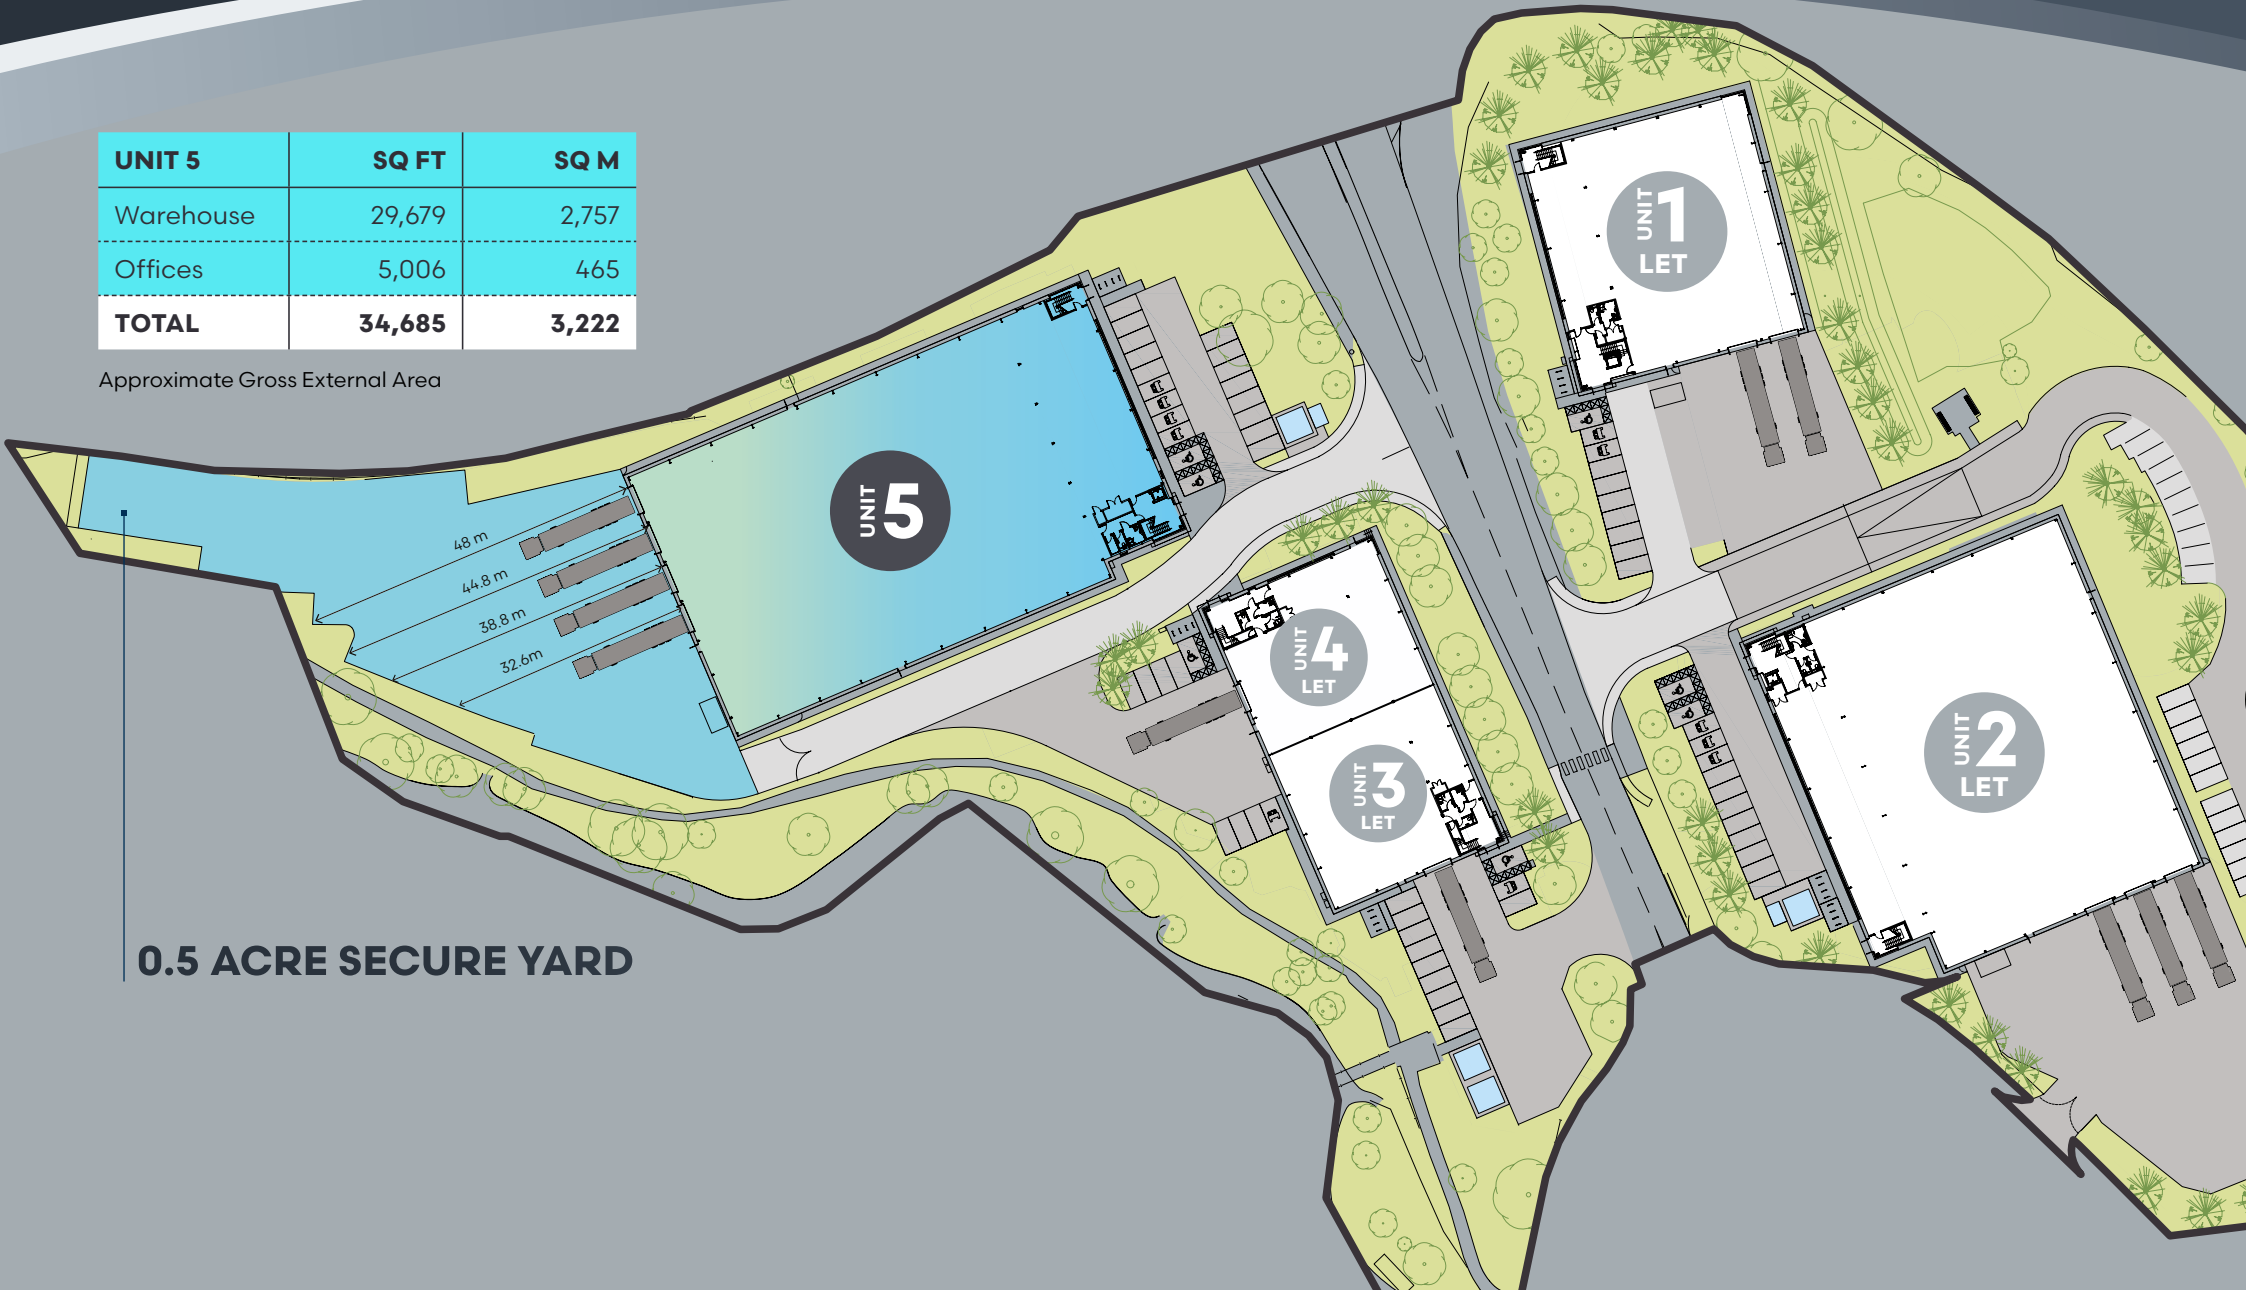 UNIT 5 SQ FT SQ M
Warehouse 29,679 2,757
Offices 5,006 465
TOTAL 34,685 3,222
Approximate Gross External Area
48 m
44.8 m
38.8 m
32.6m
UNIT 5
UNIT 1
LET
UNIT 4
LET
UNIT 3
LET
UNIT 2
LET
0.5 ACRE SECURE YARD